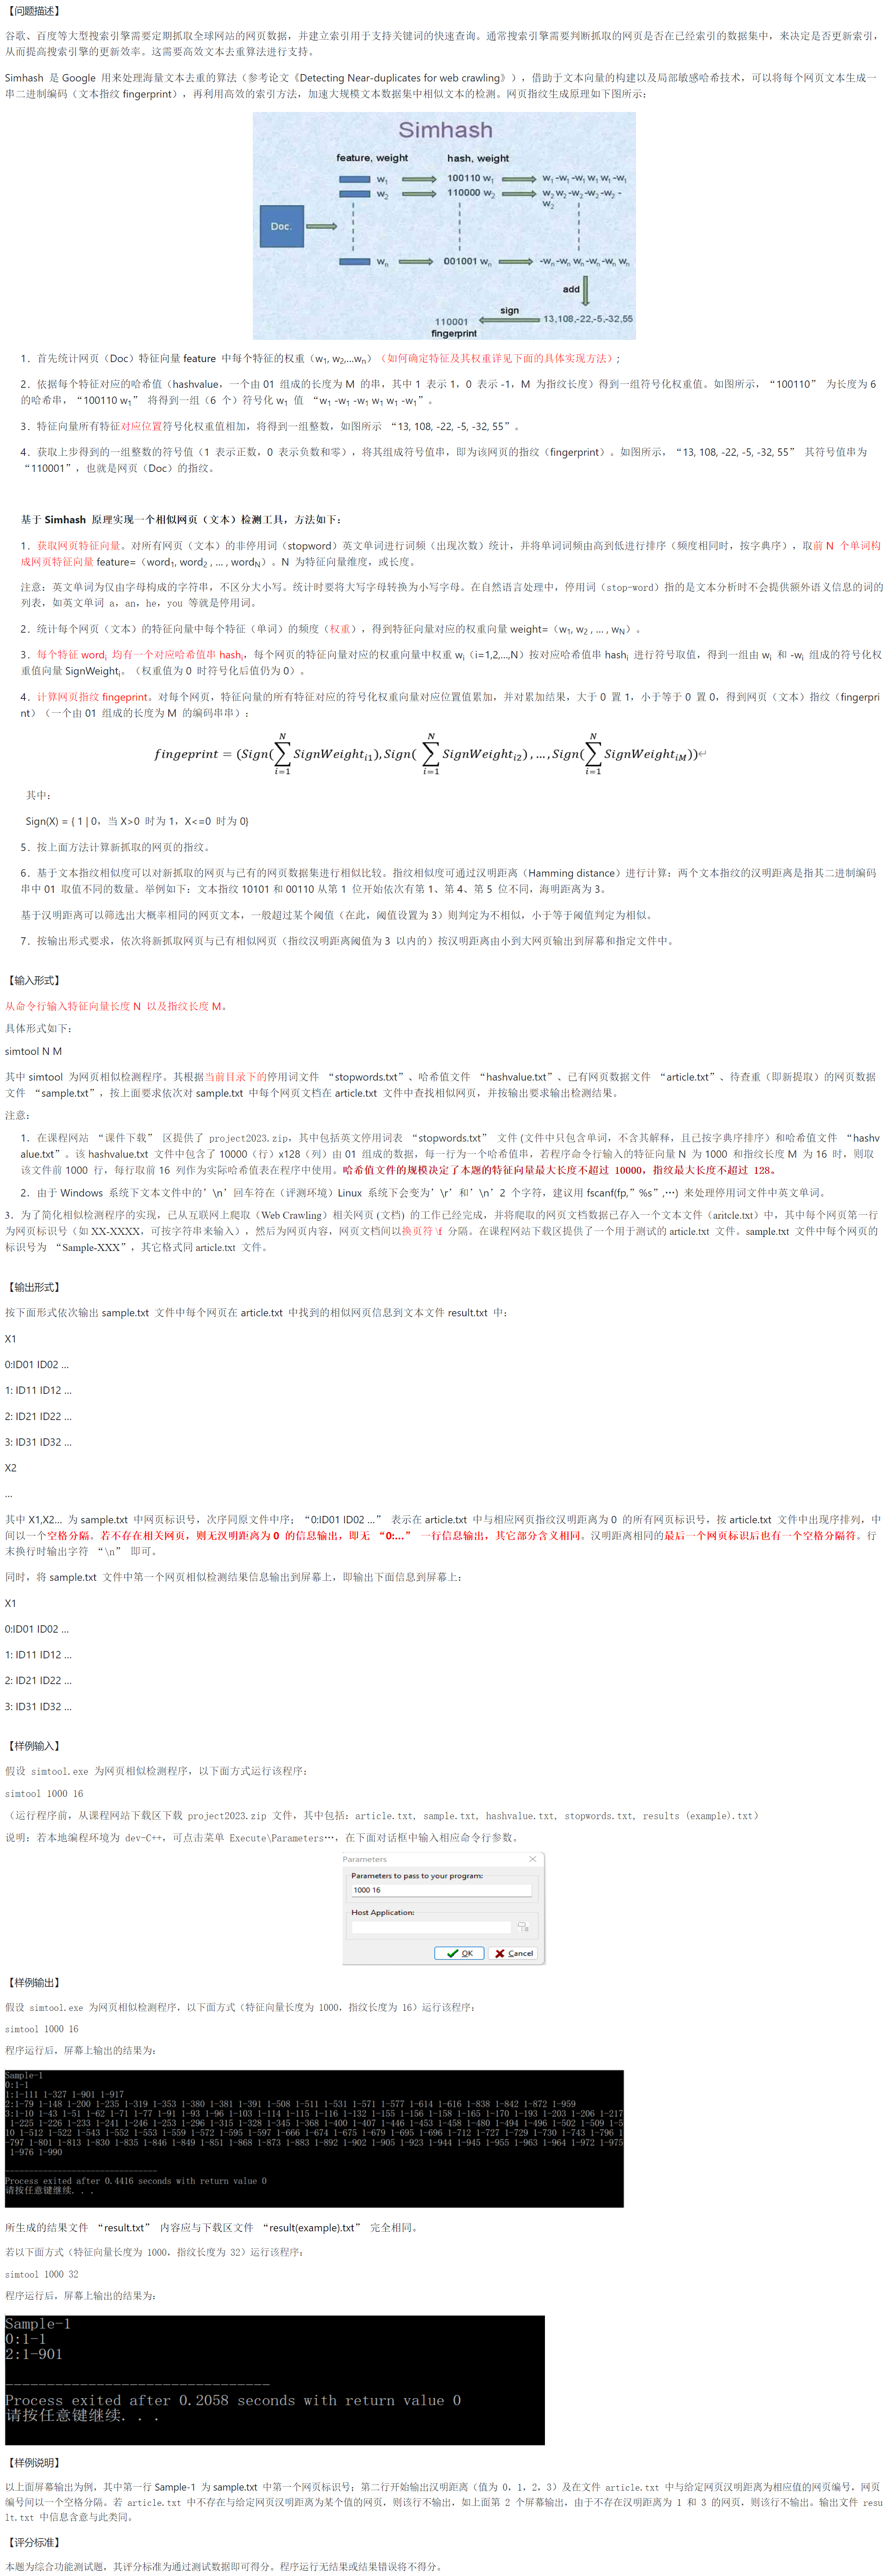 【问题描述】
谷歌、百度等大型搜索引擎需要定期抓取全球网站的网页数据，并建立索引用于支持关键词的快速查询。通常搜索引擎需要判断抓取的网页是否在已经索引的数据集中，来决定是否更新索引，
从而提高搜索引擎的更新效率。这需要高效文本去重算法进行支持。
Simhash 是 Google 用来处理海量文本去重的算法（参考论文《Detecting Near-duplicates for web crawling》），借助于文本向量的构建以及局部敏感哈希技术，可以将每个网页文本生成一
串二进制编码（文本指纹 fingerprint），再利用高效的索引方法，加速大规模文本数据集中相似文本的检测。网页指纹生成原理如下图所示：
Simhash
feature, weight hash, weight
w1 100110 w1 w1 -w1 -w1 w1 w1 -w1
w2 110000 w2 w2 w2 -w2 -w2 -w2 -
w2
Doc.
wn 001001 wn -wn -wn wn -wn -wn wn
add
sign
110001 13,108,-22,-5,-32,55
fingerprint
1．首先统计网页（Doc）特征向量 feature 中每个特征的权重（w1, w2,...wn）（如何确定特征及其权重详见下面的具体实现方法）;
2．依据每个特征对应的哈希值（hashvalue，一个由 01 组成的长度为 M 的串，其中 1 表示 1，0 表示 -1，M 为指纹长度）得到一组符号化权重值。如图所示，“100110” 为长度为 6
的哈希串，“100110 w1” 将得到一组（6 个）符号化 w1 值 “w1 -w1 -w1 w1 w1 -w1”。
3．特征向量所有特征对应位置符号化权重值相加，将得到一组整数，如图所示 “13, 108, -22, -5, -32, 55”。
4．获取上步得到的一组整数的符号值（1 表示正数，0 表示负数和零），将其组成符号值串，即为该网页的指纹（fingerprint）。如图所示，“13, 108, -22, -5, -32, 55” 其符号值串为
“110001”，也就是网页（Doc）的指纹。
基于 Simhash 原理实现一个相似网页（文本）检测工具，方法如下：
1．获取网页特征向量。对所有网页（文本）的非停用词（stopword）英文单词进行词频（出现次数）统计，并将单词词频由高到低进行排序（频度相同时，按字典序），取前 N 个单词构
成网页特征向量 feature=（word1, word2 , ... , wordN）。N 为特征向量维度，或长度。
注意：英文单词为仅由字母构成的字符串，不区分大小写。统计时要将大写字母转换为小写字母。在自然语言处理中，停用词（stop-word）指的是文本分析时不会提供额外语义信息的词的
列表，如英文单词 a，an，he，you 等就是停用词。
2．统计每个网页（文本）的特征向量中每个特征（单词）的频度（权重），得到特征向量对应的权重向量 weight=（w1, w2 , ... , wN）。
3．每个特征 wordi 均有一个对应哈希值串 hashi，每个网页的特征向量对应的权重向量中权重 wi（i=1,2,...,N）按对应哈希值串 hashi 进行符号取值，得到一组由 wi 和 -wi 组成的符号化权
重值向量 SignWeighti。（权重值为 0 时符号化后值仍为 0）。
4．计算网页指纹 fingeprint。对每个网页，特征向量的所有特征对应的符号化权重向量对应位置值累加，并对累加结果，大于 0 置 1，小于等于 0 置 0，得到网页（文本）指纹（fingerpri
nt）（一个由 01 组成的长度为 M 的编码串串）：
fingeprint = (Sign(∑_{i=1}^{N} SignWeight_{i1}), Sign( ∑_{i=1}^{N} SignWeight_{i2}) , … , Sign(∑_{i=1}^{N} SignWeight_{iM}))↵
其中：
Sign(X) = { 1 | 0，当 X>0 时为 1，X<=0 时为 0}
5．按上面方法计算新抓取的网页的指纹。
6．基于文本指纹相似度可以对新抓取的网页与已有的网页数据集进行相似比较。指纹相似度可通过汉明距离（Hamming distance）进行计算：两个文本指纹的汉明距离是指其二进制编码
串中 01 取值不同的数量。举例如下：文本指纹 10101 和 00110 从第 1 位开始依次有第 1、第 4、第 5 位不同，海明距离为 3。
基于汉明距离可以筛选出大概率相同的网页文本，一般超过某个阈值（在此，阈值设置为 3）则判定为不相似，小于等于阈值判定为相似。
7．按输出形式要求，依次将新抓取网页与已有相似网页（指纹汉明距离阈值为 3 以内的）按汉明距离由小到大网页输出到屏幕和指定文件中。
【输入形式】
从命令行输入特征向量长度 N 以及指纹长度 M。
具体形式如下：
simtool N M
其中 simtool 为网页相似检测程序。其根据当前目录下的停用词文件 “stopwords.txt”、哈希值文件 “hashvalue.txt”、已有网页数据文件 “article.txt”、待查重（即新提取）的网页数据
文件 “sample.txt”，按上面要求依次对 sample.txt 中每个网页文档在 article.txt 文件中查找相似网页，并按输出要求输出检测结果。
注意：
1．在课程网站 “课件下载” 区提供了 project2023.zip，其中包括英文停用词表 “stopwords.txt” 文件 (文件中只包含单词，不含其解释，且已按字典序排序）和哈希值文件 “hashv
alue.txt”。该 hashvalue.txt 文件中包含了 10000（行）x128（列）由 01 组成的数据，每一行为一个哈希值串，若程序命令行输入的特征向量 N 为 1000 和指纹长度 M 为 16 时，则取
该文件前 1000 行，每行取前 16 列作为实际哈希值表在程序中使用。哈希值文件的规模决定了本题的特征向量最大长度不超过 10000，指纹最大长度不超过 128。
2．由于 Windows 系统下文本文件中的’\n’回车符在（评测环境）Linux 系统下会变为’\r’和’\n’2 个字符，建议用 fscanf(fp,”%s”,…) 来处理停用词文件中英文单词。
3．为了简化相似检测程序的实现，已从互联网上爬取（Web Crawling）相关网页 (文档) 的工作已经完成，并将爬取的网页文档数据已存入一个文本文件（aritcle.txt）中，其中每个网页第一行
为网页标识号（如 XX-XXXX，可按字符串来输入），然后为网页内容，网页文档间以换页符 \f 分隔。在课程网站下载区提供了一个用于测试的 article.txt 文件。sample.txt 文件中每个网页的
标识号为 “Sample-XXX”，其它格式同 article.txt 文件。
【输出形式】
按下面形式依次输出 sample.txt 文件中每个网页在 article.txt 中找到的相似网页信息到文本文件 result.txt 中：
X1
0:ID01 ID02 ...
1: ID11 ID12 ...
2: ID21 ID22 ...
3: ID31 ID32 ...
X2
...
其中 X1,X2... 为 sample.txt 中网页标识号，次序同原文件中序；“0:ID01 ID02 ...” 表示在 article.txt 中与相应网页指纹汉明距离为 0 的所有网页标识号，按 article.txt 文件中出现序排列，中
间以一个空格分隔。若不存在相关网页，则无汉明距离为 0 的信息输出，即无 “0:...” 一行信息输出，其它部分含义相同。汉明距离相同的最后一个网页标识后也有一个空格分隔符。行
末换行时输出字符 “\n” 即可。
同时，将 sample.txt 文件中第一个网页相似检测结果信息输出到屏幕上，即输出下面信息到屏幕上：
X1
0:ID01 ID02 ...
1: ID11 ID12 ...
2: ID21 ID22 ...
3: ID31 ID32 ...
【样例输入】
假设 simtool.exe 为网页相似检测程序，以下面方式运行该程序：
simtool 1000 16
（运行程序前，从课程网站下载区下载 project2023.zip 文件，其中包括：article.txt, sample.txt, hashvalue.txt, stopwords.txt, results (example).txt）
说明：若本地编程环境为 dev-C++，可点击菜单 Execute\Parameters…，在下面对话框中输入相应命令行参数。
Parameters
Parameters to pass to your program:
1000 16
Host Application:
OK Cancel
【样例输出】
假设 simtool.exe 为网页相似检测程序，以下面方式（特征向量长度为 1000，指纹长度为 16）运行该程序：
simtool 1000 16
程序运行后，屏幕上输出的结果为：
Sample-1
0:1-1
1:1-111 1-327 1-901 1-917
2:1-79 1-148 1-200 1-235 1-319 1-353 1-380 1-381 1-391 1-508 1-511 1-531 1-571 1-577 1-614 1-616 1-838 1-842 1-872 1-959
3:1-10 1-43 1-51 1-62 1-71 1-77 1-91 1-93 1-96 1-103 1-114 1-115 1-116 1-132 1-155 1-156 1-158 1-165 1-170 1-193 1-203 1-206 1-217
1-225 1-226 1-233 1-241 1-246 1-253 1-296 1-315 1-328 1-345 1-368 1-400 1-407 1-446 1-453 1-458 1-480 1-494 1-496 1-502 1-509 1-5
10 1-512 1-522 1-543 1-552 1-553 1-559 1-572 1-595 1-597 1-666 1-674 1-675 1-679 1-695 1-696 1-712 1-727 1-729 1-730 1-743 1-796 1
-797 1-801 1-813 1-830 1-835 1-846 1-849 1-851 1-868 1-873 1-883 1-892 1-902 1-905 1-923 1-944 1-945 1-955 1-963 1-964 1-972 1-975
1-976 1-990
--------------------------------
Process exited after 0.4416 seconds with return value 0
请按任意键继续. . .
所生成的结果文件 “result.txt” 内容应与下载区文件 “result(example).txt” 完全相同。
若以下面方式（特征向量长度为 1000，指纹长度为 32）运行该程序：
simtool 1000 32
程序运行后，屏幕上输出的结果为：
Sample-1
0:1-1
2:1-901
--------------------------------
Process exited after 0.2058 seconds with return value 0
请按任意键继续. . .
【样例说明】
以上面屏幕输出为例，其中第一行 Sample-1 为 sample.txt 中第一个网页标识号；第二行开始输出汉明距离（值为 0，1，2，3）及在文件 article.txt 中与给定网页汉明距离为相应值的网页编号，网页
编号间以一个空格分隔。若 article.txt 中不存在与给定网页汉明距离为某个值的网页，则该行不输出，如上面第 2 个屏幕输出，由于不存在汉明距离为 1 和 3 的网页，则该行不输出。输出文件 resu
lt.txt 中信息含意与此类同。
【评分标准】
本题为综合功能测试题，其评分标准为通过测试数据即可得分。程序运行无结果或结果错误将不得分。